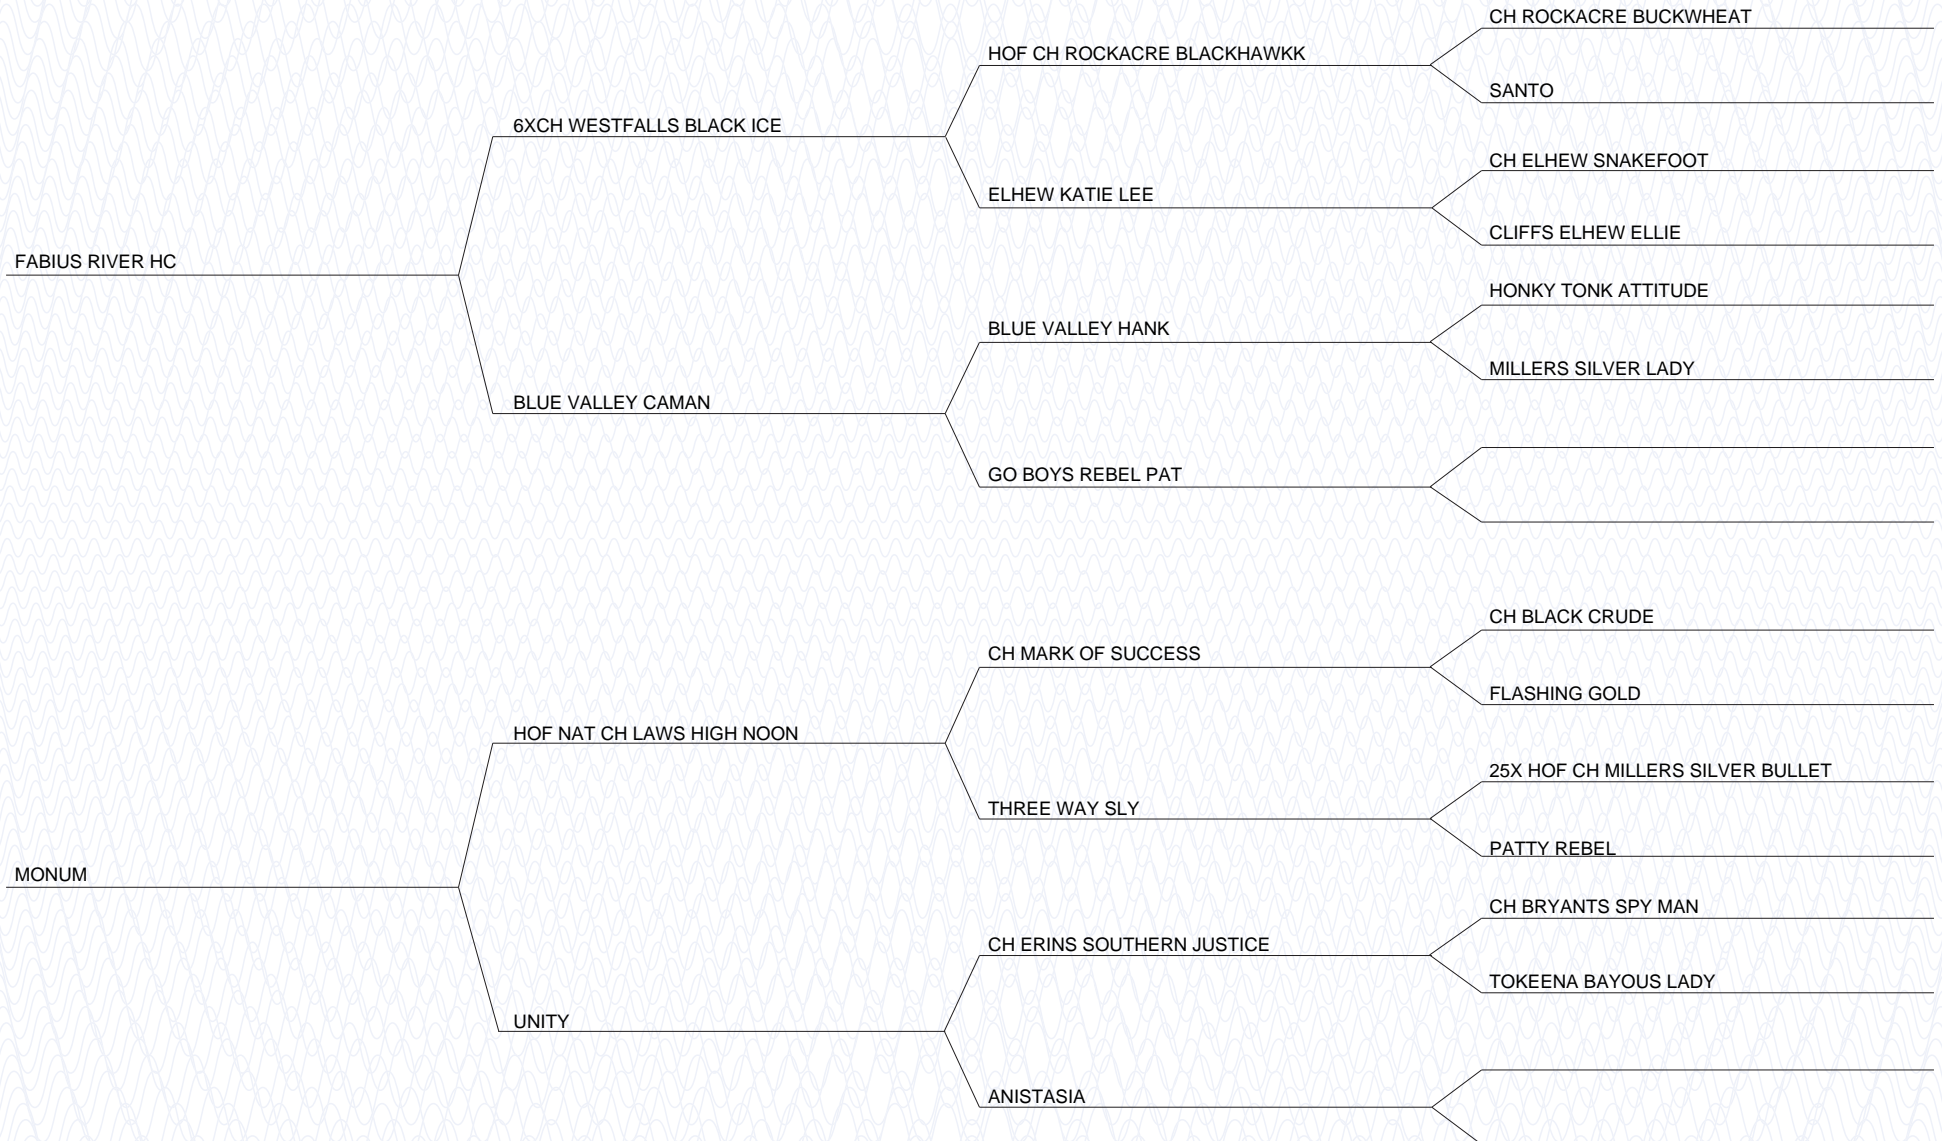 CH ROCKACRE BUCKWHEAT
HOF CH ROCKACRE BLACKHAWKK
SANTO
6XCH WESTFALLS BLACK ICE
CH ELHEW SNAKEFOOT
ELHEW KATIE LEE
CLIFFS ELHEW ELLIE
FABIUS RIVER HC
HONKY TONK ATTITUDE
BLUE VALLEY HANK
MILLERS SILVER LADY
BLUE VALLEY CAMAN
GO BOYS REBEL PAT
CH BLACK CRUDE
CH MARK OF SUCCESS
FLASHING GOLD
HOF NAT CH LAWS HIGH NOON
25X HOF CH MILLERS SILVER BULLET
THREE WAY SLY
PATTY REBEL
MONUM
CH BRYANTS SPY MAN
CH ERINS SOUTHERN JUSTICE
TOKEENA BAYOUS LADY
UNITY
ANISTASIA